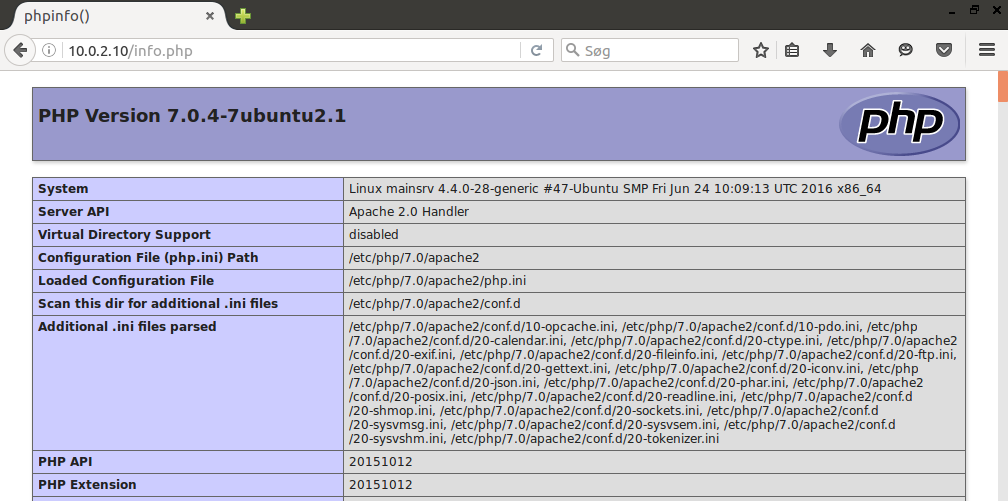 phpinfo()
10.0.2.10/info.php
Søg
PHP Version 7.0.4-7ubuntu2.1
php
System Linux mainsrv 4.4.0-28-generic #47-Ubuntu SMP Fri Jun 24 10:09:13 UTC 2016 x86_64
Server API Apache 2.0 Handler
Virtual Directory Support disabled
Configuration File (php.ini) Path /etc/php/7.0/apache2
Loaded Configuration File /etc/php/7.0/apache2/php.ini
Scan this dir for additional .ini files /etc/php/7.0/apache2/conf.d
Additional .ini files parsed /etc/php/7.0/apache2/conf.d/10-opcache.ini, /etc/php/7.0/apache2/conf.d/10-pdo.ini, /etc/php
/7.0/apache2/conf.d/20-calendar.ini, /etc/php/7.0/apache2/conf.d/20-ctype.ini, /etc/php/7.0/apache2
/conf.d/20-exif.ini, /etc/php/7.0/apache2/conf.d/20-fileinfo.ini, /etc/php/7.0/apache2/conf.d/20-ftp.ini,
/etc/php/7.0/apache2/conf.d/20-gettext.ini, /etc/php/7.0/apache2/conf.d/20-iconv.ini, /etc/php
/7.0/apache2/conf.d/20-json.ini, /etc/php/7.0/apache2/conf.d/20-phar.ini, /etc/php/7.0/apache2
/conf.d/20-posix.ini, /etc/php/7.0/apache2/conf.d/20-readline.ini, /etc/php/7.0/apache2/conf.d
/20-shmop.ini, /etc/php/7.0/apache2/conf.d/20-sockets.ini, /etc/php/7.0/apache2/conf.d
/20-sysvmsg.ini, /etc/php/7.0/apache2/conf.d/20-sysvsem.ini, /etc/php/7.0/apache2/conf.d
/20-sysvshm.ini, /etc/php/7.0/apache2/conf.d/20-tokenizer.ini
PHP API 20151012
PHP Extension 20151012